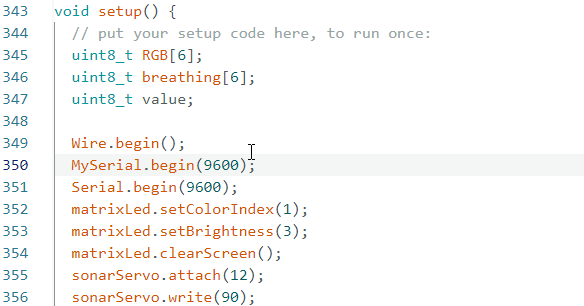 343 void setup() {
344 // put your setup code here, to run once:
345 uint8_t RGB[6];
346 uint8_t breathing[6];
347 uint8_t value;
348
349 Wire.begin();
350 MySerial.begin(9600);
351 Serial.begin(9600);
352 matrixLed.setColorIndex(1);
353 matrixLed.setBrightness(3);
354 matrixLed.clearScreen();
355 sonarServo.attach(12);
356 sonarServo.write(90);